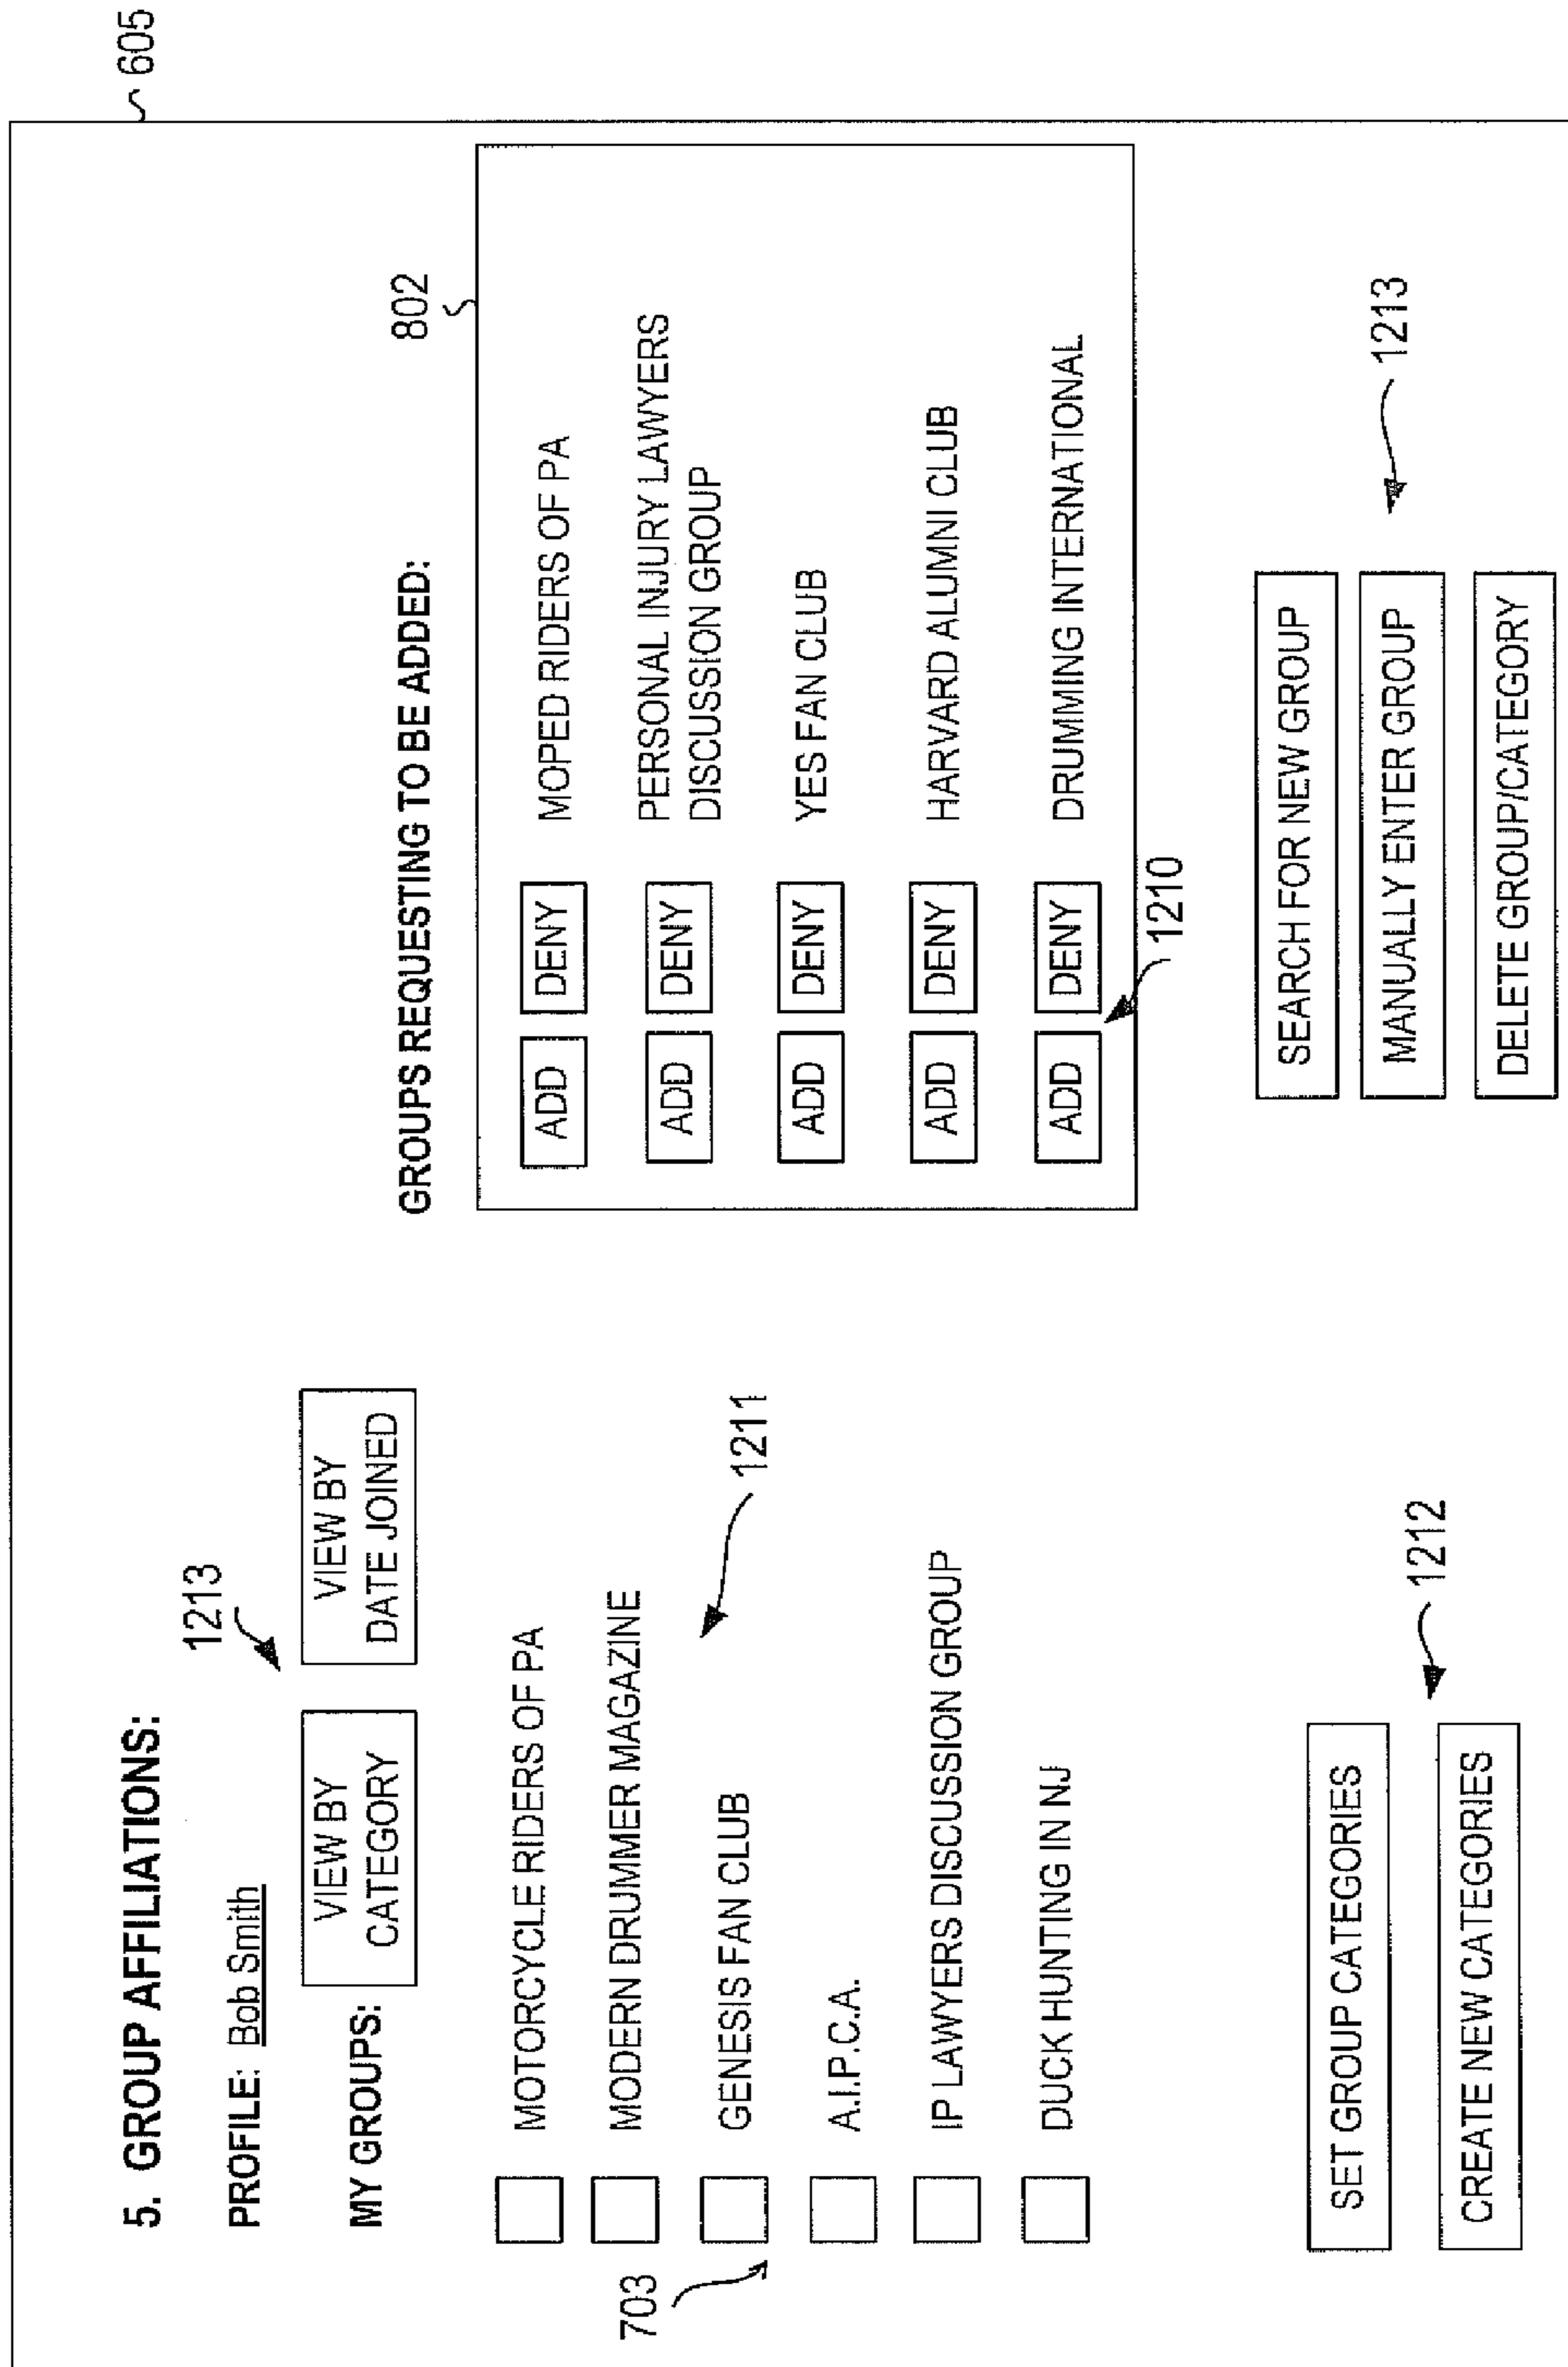 605
5. GROUP AFFILIATIONS:
PROFILE: Bob Smith
1213
MY GROUPS:
VIEW BY
CATEGORY
VIEW BY
DATE JOINED
MOTORCYCLE RIDERS OF PA
MODERN DRUMMER MAGAZINE
GENESIS FAN CLUB
703
1211
A.I.P.C.A.
IP LAWYERS DISCUSSION GROUP
DUCK HUNTING IN NJ
SET GROUP CATEGORIES
CREATE NEW CATEGORIES
1212
802
GROUPS REQUESTING TO BE ADDED:
ADD DENY MOPED RIDERS OF PA
ADD DENY PERSONAL INJURY LAWYERS
DISCUSSION GROUP
ADD DENY YES FAN CLUB
ADD DENY HARVARD ALUMNI CLUB
ADD DENY DRUMMING INTERNATIONAL
1210
SEARCH FOR NEW GROUP
MANUALLY ENTER GROUP
DELETE GROUP/CATEGORY
1213